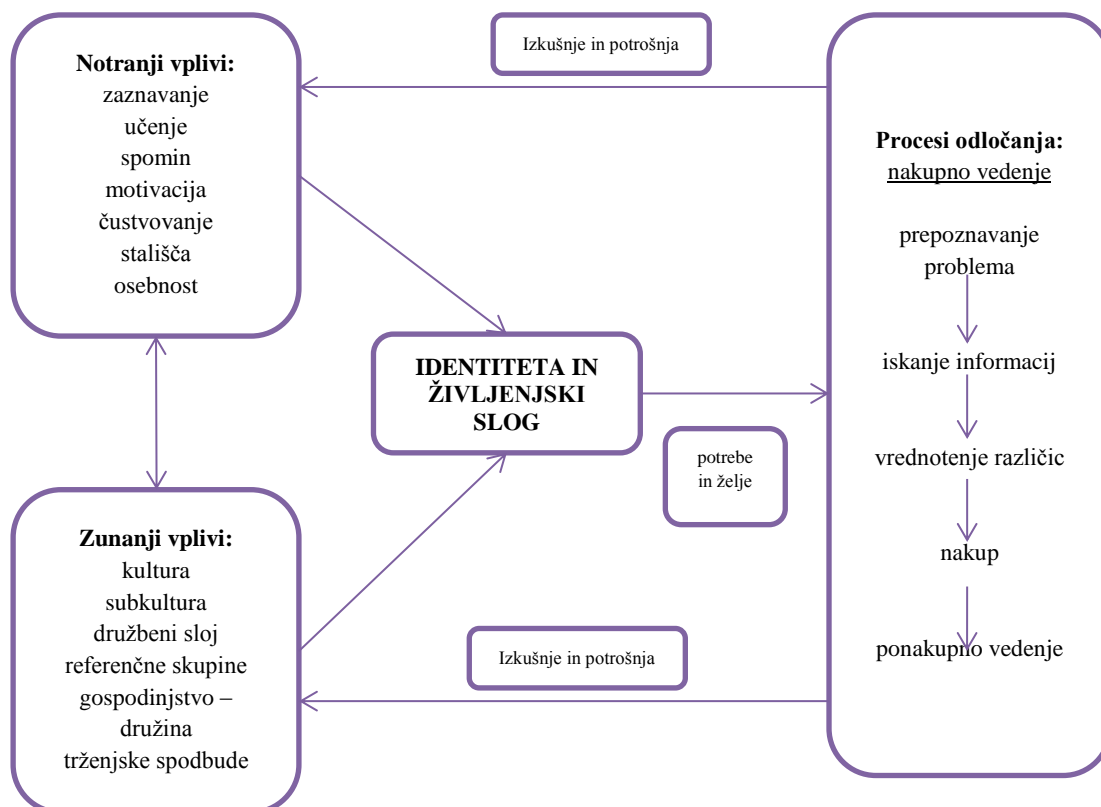 Notranji vplivi:
zaznavanje
učenje
spomin
motivacija
čustvovanje
stališča
osebnost
Izkušnje in potrošnja
Procesi odločanja:
nakupno vedenje
prepoznavanje
problema
iskanje informacij
vrednotenje različic
nakup
ponakupno vedenje
IDENTITETA IN
ŽIVLJENJSKI
SLOG
potrebe
in želje
Zunanji vplivi:
kultura
subkultura
družbeni sloj
referenčne skupine
gospodinjstvo –
družina
trženjske spodbude
Izkušnje in potrošnja